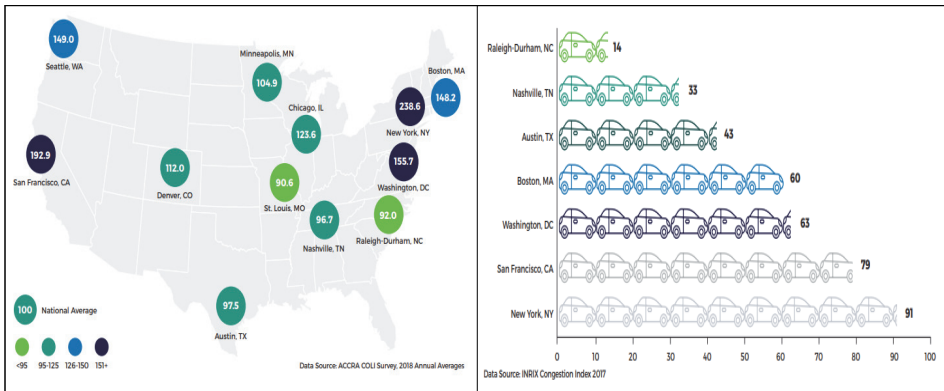 149.0
Seattle, WA
Minneapolis, MN
104.9
Boston, MA
148.2
Chicago, IL
123.6
238.6
New York, NY
192.9
San Francisco, CA
112.0
Denver, CO
90.6
St. Louis, MO
155.7
Washington, DC
96.7
Nashville, TN
92.0
Raleigh-Durham, NC
97.5
Austin, TX
100 National Average
<95 95-125 126-150 151+
Data Source: ACCRA COLI Survey, 2018 Annual Averages
Raleigh-Durham, NC 14
Nashville, TN 33
Austin, TX 43
Boston, MA 60
Washington, DC 63
San Francisco, CA 79
New York, NY 91
0 10 20 30 40 50 60 70 80 90 100
Data Source: INRIX Congestion Index 2017